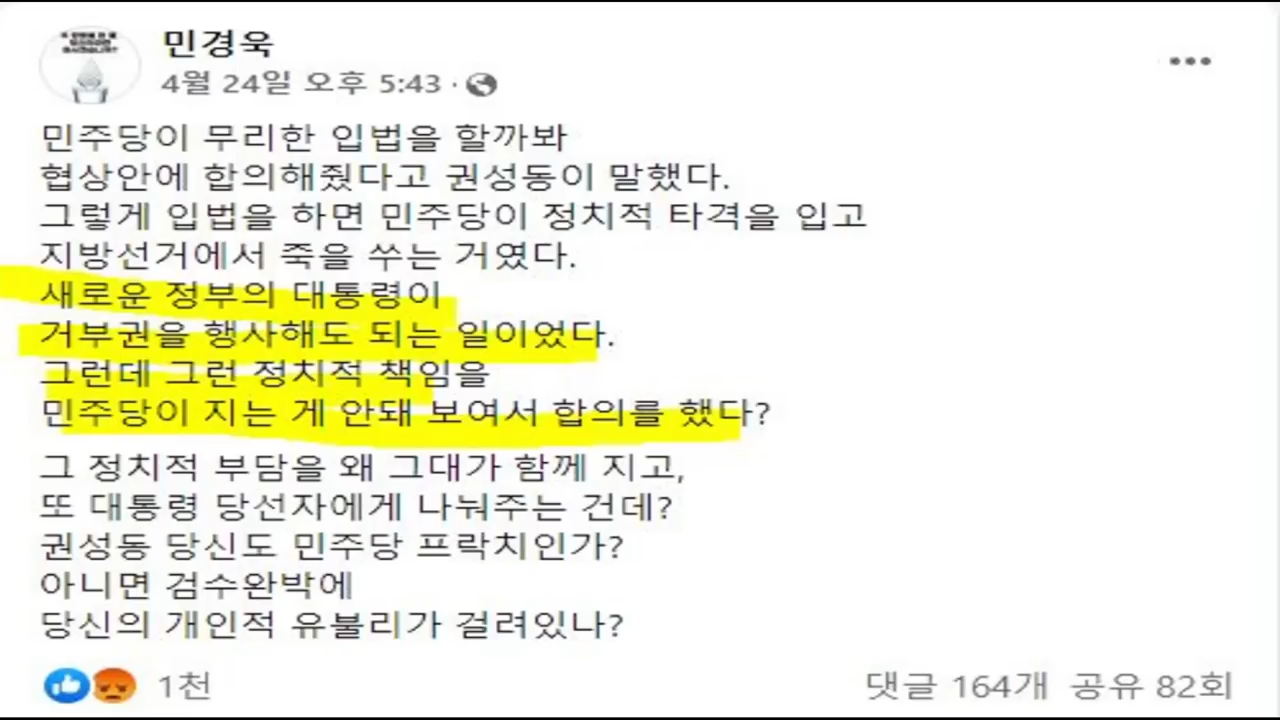 민경욱
4월 24일 오후 5:43 ·
민주당이 무리한 입법을 할까봐
협상안에 합의해줬다고 권성동이 말했다.
그렇게 입법을 하면 민주당이 정치적 타격을 입고
지방선거에서 죽을 쑤는 거였다.
새로운 정부의 대통령이
거부권을 행사해도 되는 일이었다.
그런데 그런 정치적 책임을
민주당이 지는 게 안돼 보여서 합의를 했다?
그 정치적 부담을 왜 그대가 함께 지고,
또 대통령 당선자에게 나눠주는 건데?
권성동 당신도 민주당 프락치인가?
아니면 검수완박에
당신의 개인적 유불리가 걸려있나?
1천
댓글 164개 공유 82회